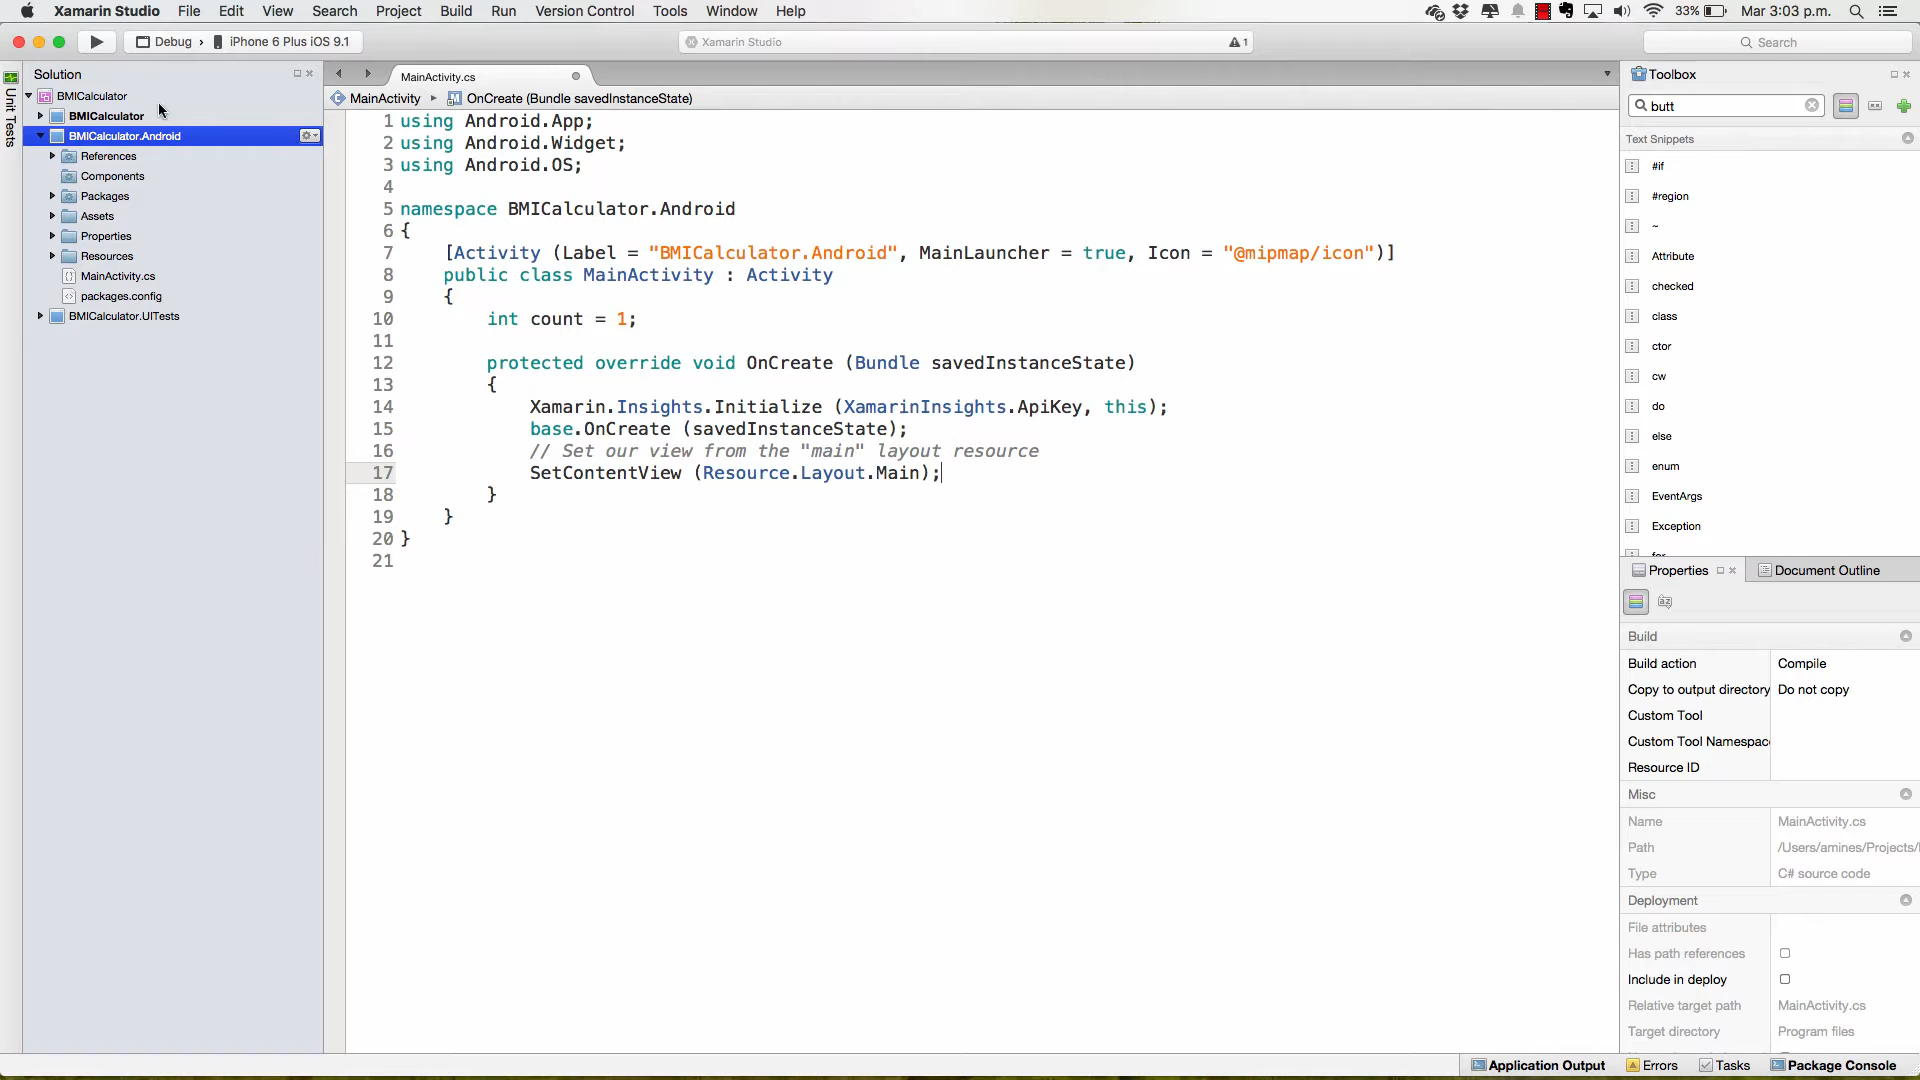 Xamarin Studio File Edit View Search Project Build Run Version Control Tools Window Help 33% Mar 3:03 p.m.
Debug › iPhone 6 Plus iOS 9.1 Xamarin Studio 1 Search
Unit Tests
Solution
BMICalculator
BMICalculator
BMICalculator.Android
References
Components
Packages
Assets
Properties
Resources
MainActivity.cs
packages.config
BMICalculator.UITests
MainActivity.cs
MainActivity ▸ OnCreate (Bundle savedInstanceState)
1 using Android.App;
2 using Android.Widget;
3 using Android.OS;
4
5 namespace BMICalculator.Android
6 {
7 [Activity (Label = "BMICalculator.Android", MainLauncher = true, Icon = "@mipmap/icon")]
8 public class MainActivity : Activity
9 {
10 int count = 1;
11
12 protected override void OnCreate (Bundle savedInstanceState)
13 {
14 Xamarin.Insights.Initialize (XamarinInsights.ApiKey, this);
15 base.OnCreate (savedInstanceState);
16 // Set our view from the "main" layout resource
17 SetContentView (Resource.Layout.Main);
18 }
19 }
20 }
21
Toolbox
butt
Text Snippets
#if
#region
~
Attribute
checked
class
ctor
cw
do
else
enum
EventArgs
Exception
for
Properties Document Outline
Build
Build action Compile
Copy to output directory Do not copy
Custom Tool
Custom Tool Namespac
Resource ID
Misc
Name MainActivity.cs
Path /Users/amines/Projects/
Type C# source code
Deployment
File attributes
Has path references
Include in deploy
Relative target path MainActivity.cs
Target directory Program files
Application Output Errors Tasks Package Console